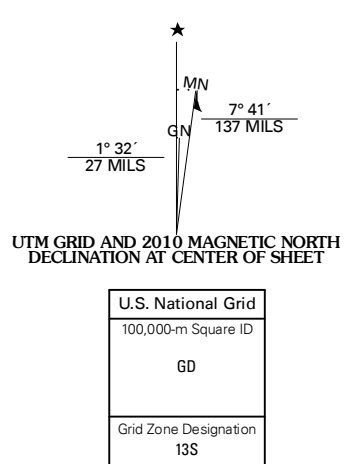 ★
MN
7° 41´
137 MILS
GN
1° 32´
27 MILS
UTM GRID AND 2010 MAGNETIC NORTH
DECLINATION AT CENTER OF SHEET
U.S. National Grid
100,000-m Square ID
GD
Grid Zone Designation
13S